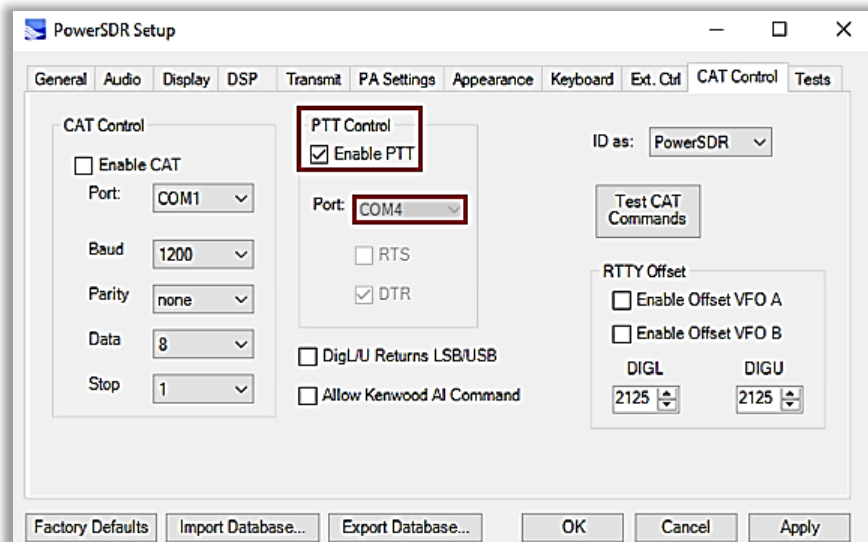 PowerSDR Setup
General Audio Display DSP Transmit PA Settings Appearance Keyboard Ext. Ctrl CAT Control Tests
CAT Control
Enable CAT
Port: COM1
Baud 1200
Parity none
Data 8
Stop 1
PTT Control
Enable PTT
Port: COM4
RTS
DTR
DigL/U Returns LSB/USB
Allow Kenwood AI Command
ID as: PowerSDR
Test CAT
Commands
RTTY Offset
Enable Offset VFO A
Enable Offset VFO B
DIGL DIGU
2125 2125
Factory Defaults Import Database... Export Database... OK Cancel Apply